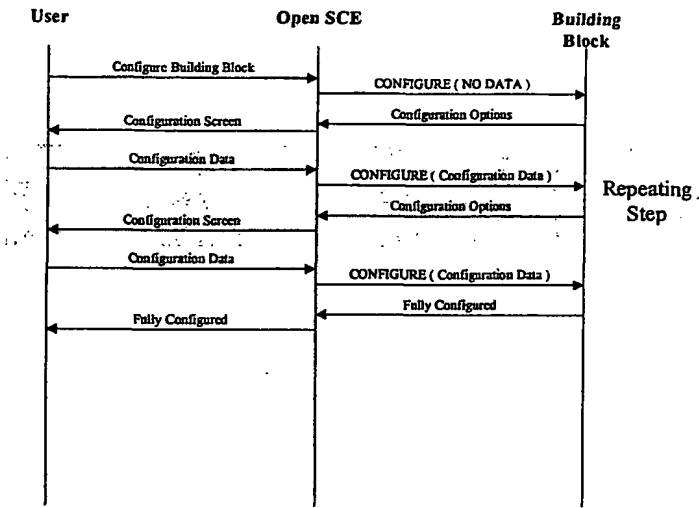 User
Open SCE
Building
Block
Configure Building Block
CONFIGURE ( NO DATA )
Configuration Options
Configuration Screen
Configuration Data
CONFIGURE ( Configuration Data )
Repeating
Step
Configuration Options
Configuration Screen
Configuration Data
CONFIGURE ( Configuration Data )
Fully Configured
Fully Configured